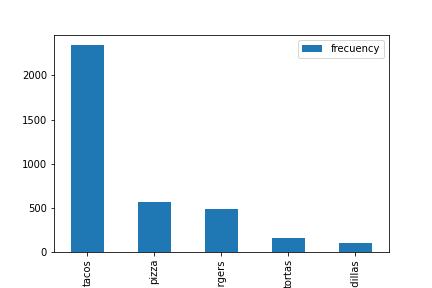 frecuency
2000
1500
1000
500
0
tacos
pizza
rgers
tortas
dillas